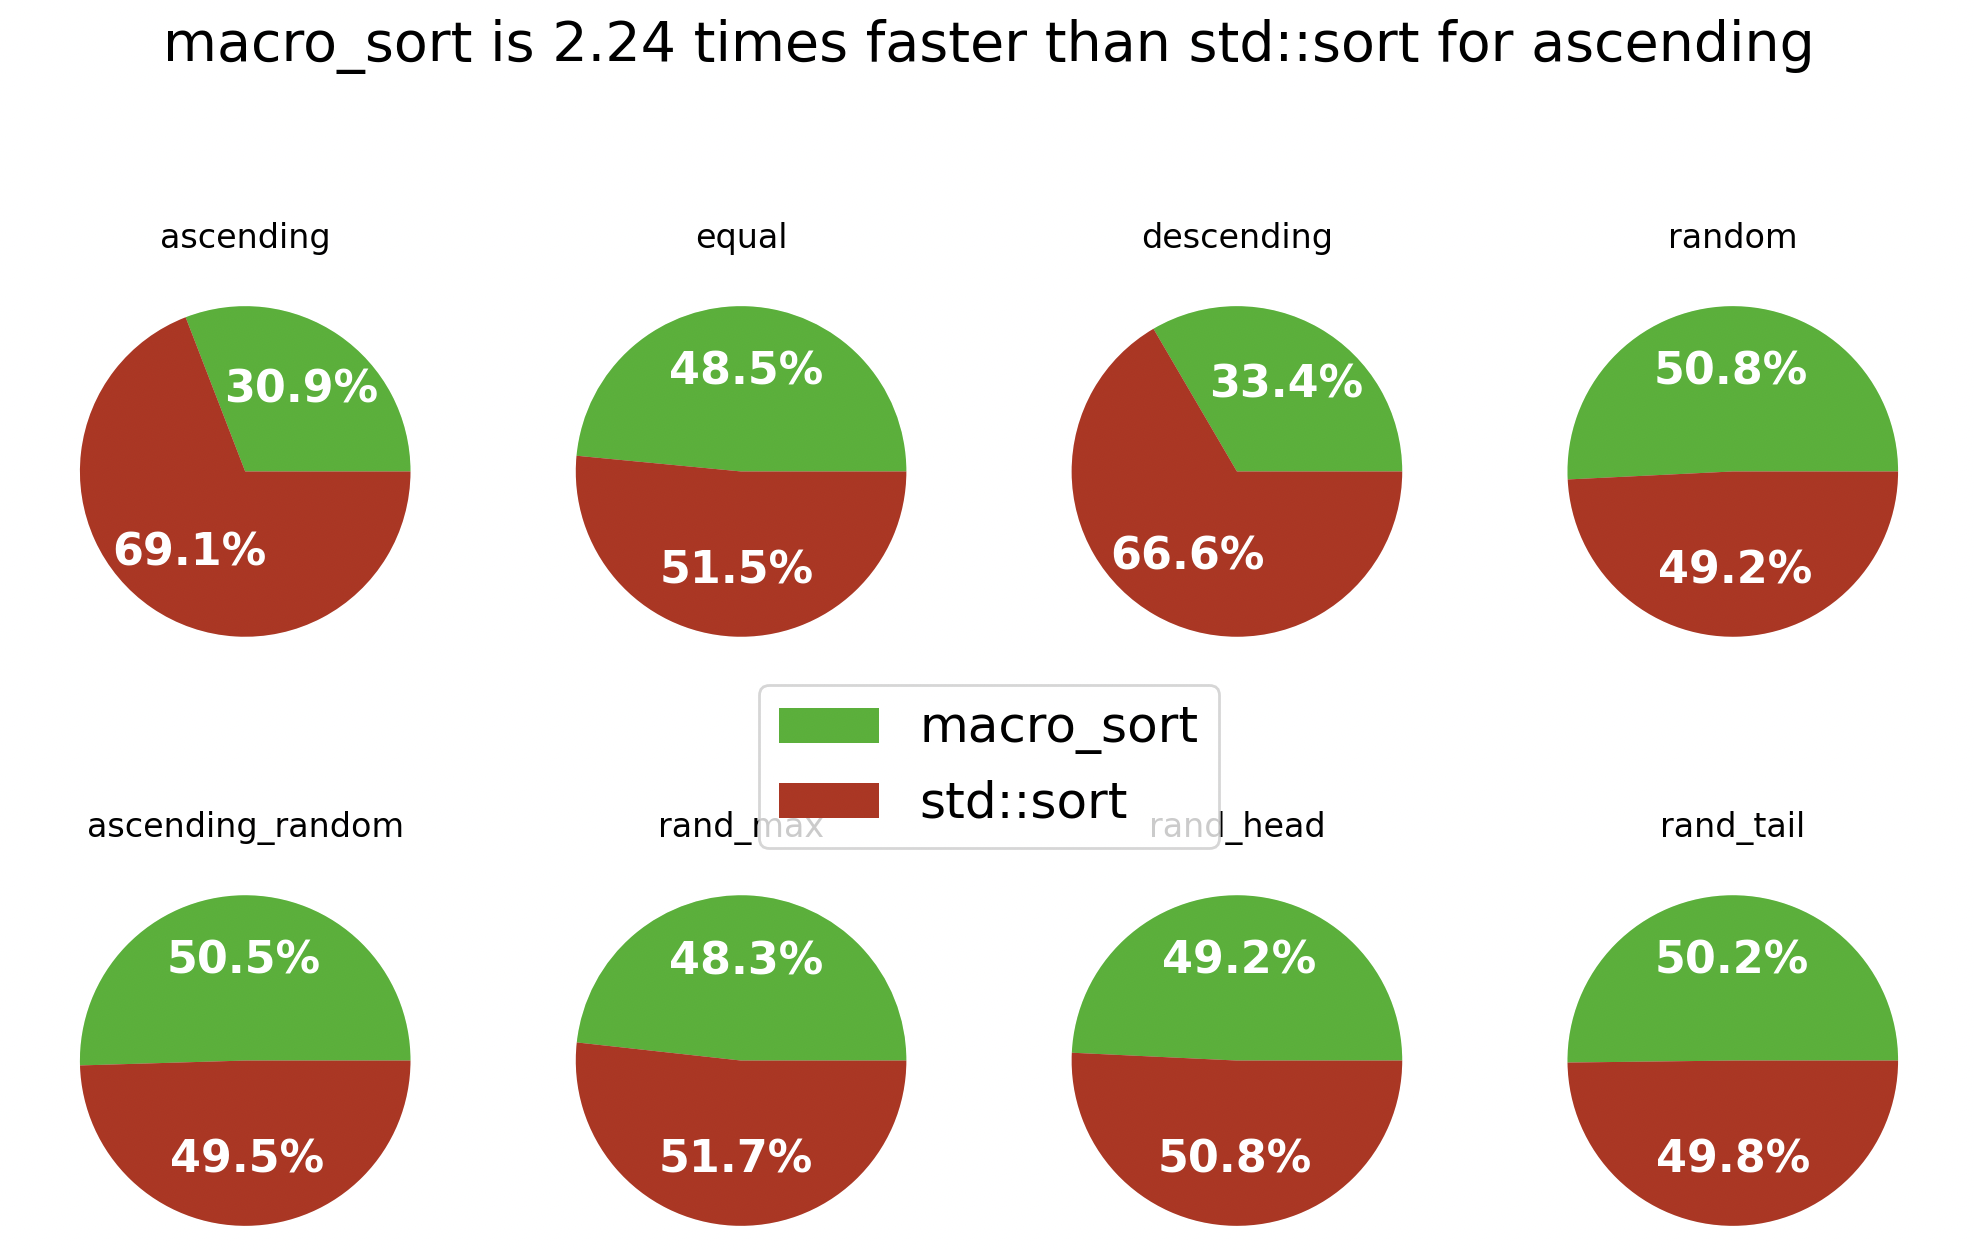 macro_sort is 2.24 times faster than std::sort for ascending
ascending
equal
descending
random
30.9%
69.1%
48.5%
51.5%
33.4%
66.6%
50.8%
49.2%
macro_sort
std::sort
ascending_random
rand_max
rand_head
rand_tail
50.5%
49.5%
48.3%
51.7%
49.2%
50.8%
50.2%
49.8%